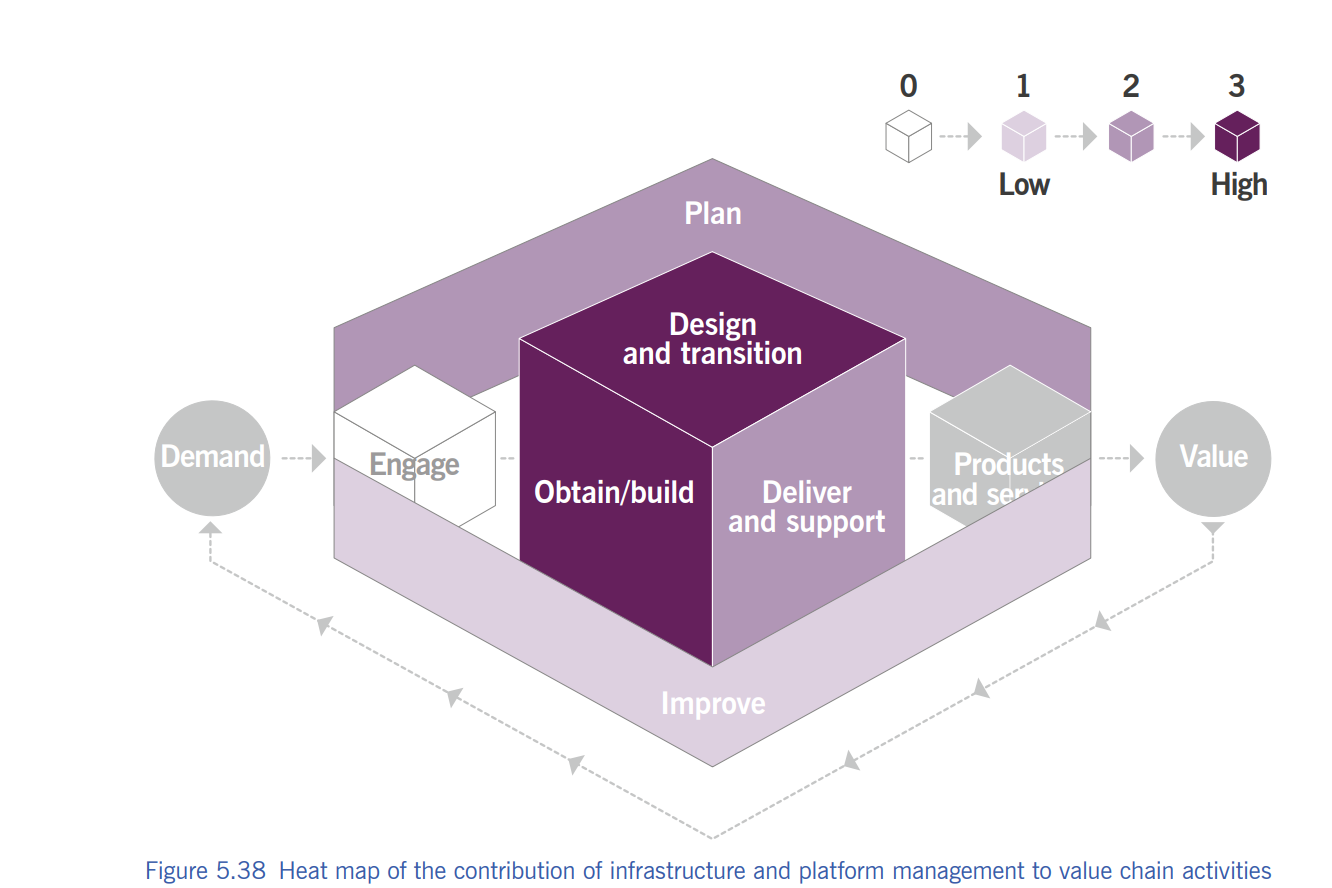 0 1 2 3
Low High
Plan
Design
and transition
Demand
Engage
Obtain/build
Deliver
and support
Products
and
Value
Improve
Figure 5.38 Heat map of the contribution of infrastructure and platform management to value chain activities